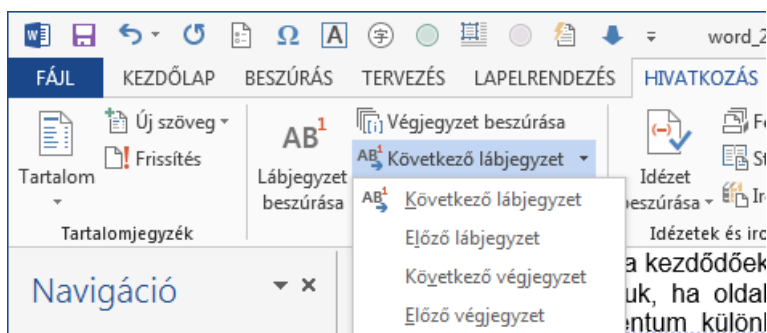 word_2
FÁJL KEZDŐLAP BESZÚRÁS TERVEZÉS LAPELRENDEZÉS HIVATKOZÁS
Tartalom
Új szöveg
Frissítés
Tartalomjegyzék
AB1
Lábjegyzet
beszúrása
Végjegyzet beszúrása
Következő lábjegyzet
Következő lábjegyzet
Előző lábjegyzet
Következő végjegyzet
Előző végjegyzet
Idézet
beszúrása
Idézetek és iro
Navigáció
a kezdődőek
uk, ha oldal
entum külön